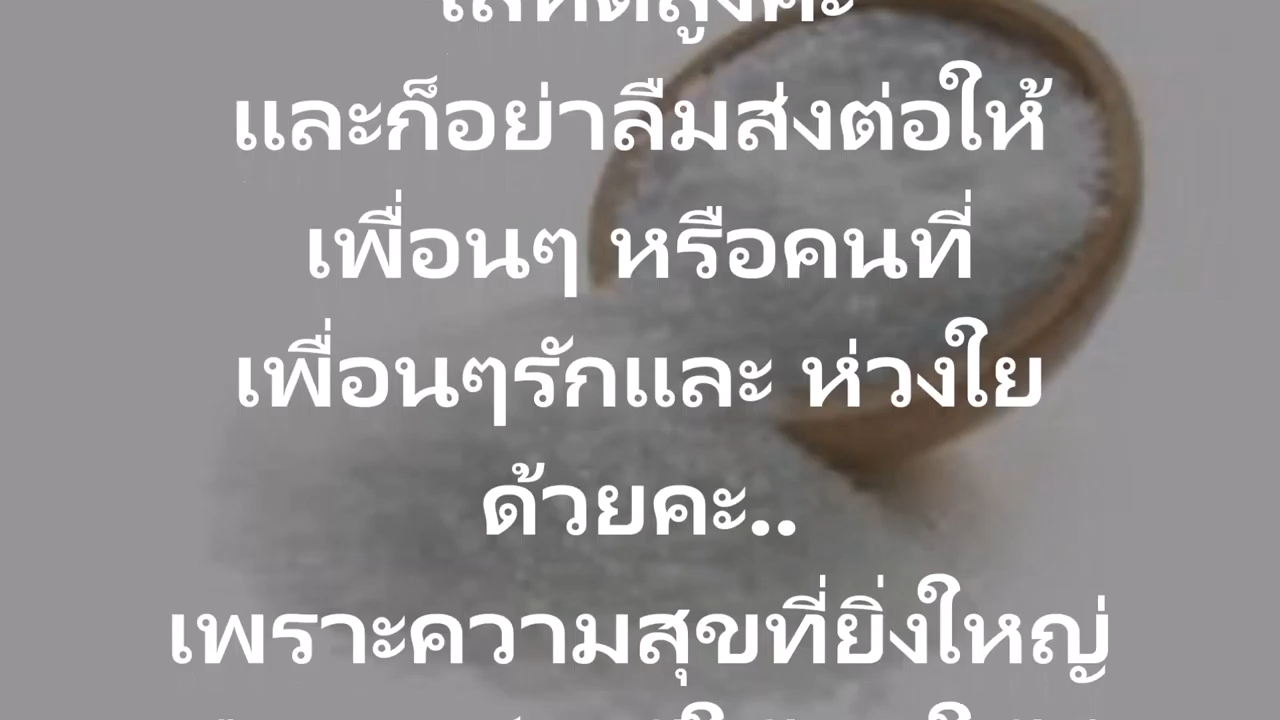 และก็อย่าลืมส่งต่อให้
เพื่อนๆ หรือคนที่
เพื่อนๆรักและ ห่วงใย
ด้วยคะ..
เพราะความสุขที่ยิ่งใหญ่